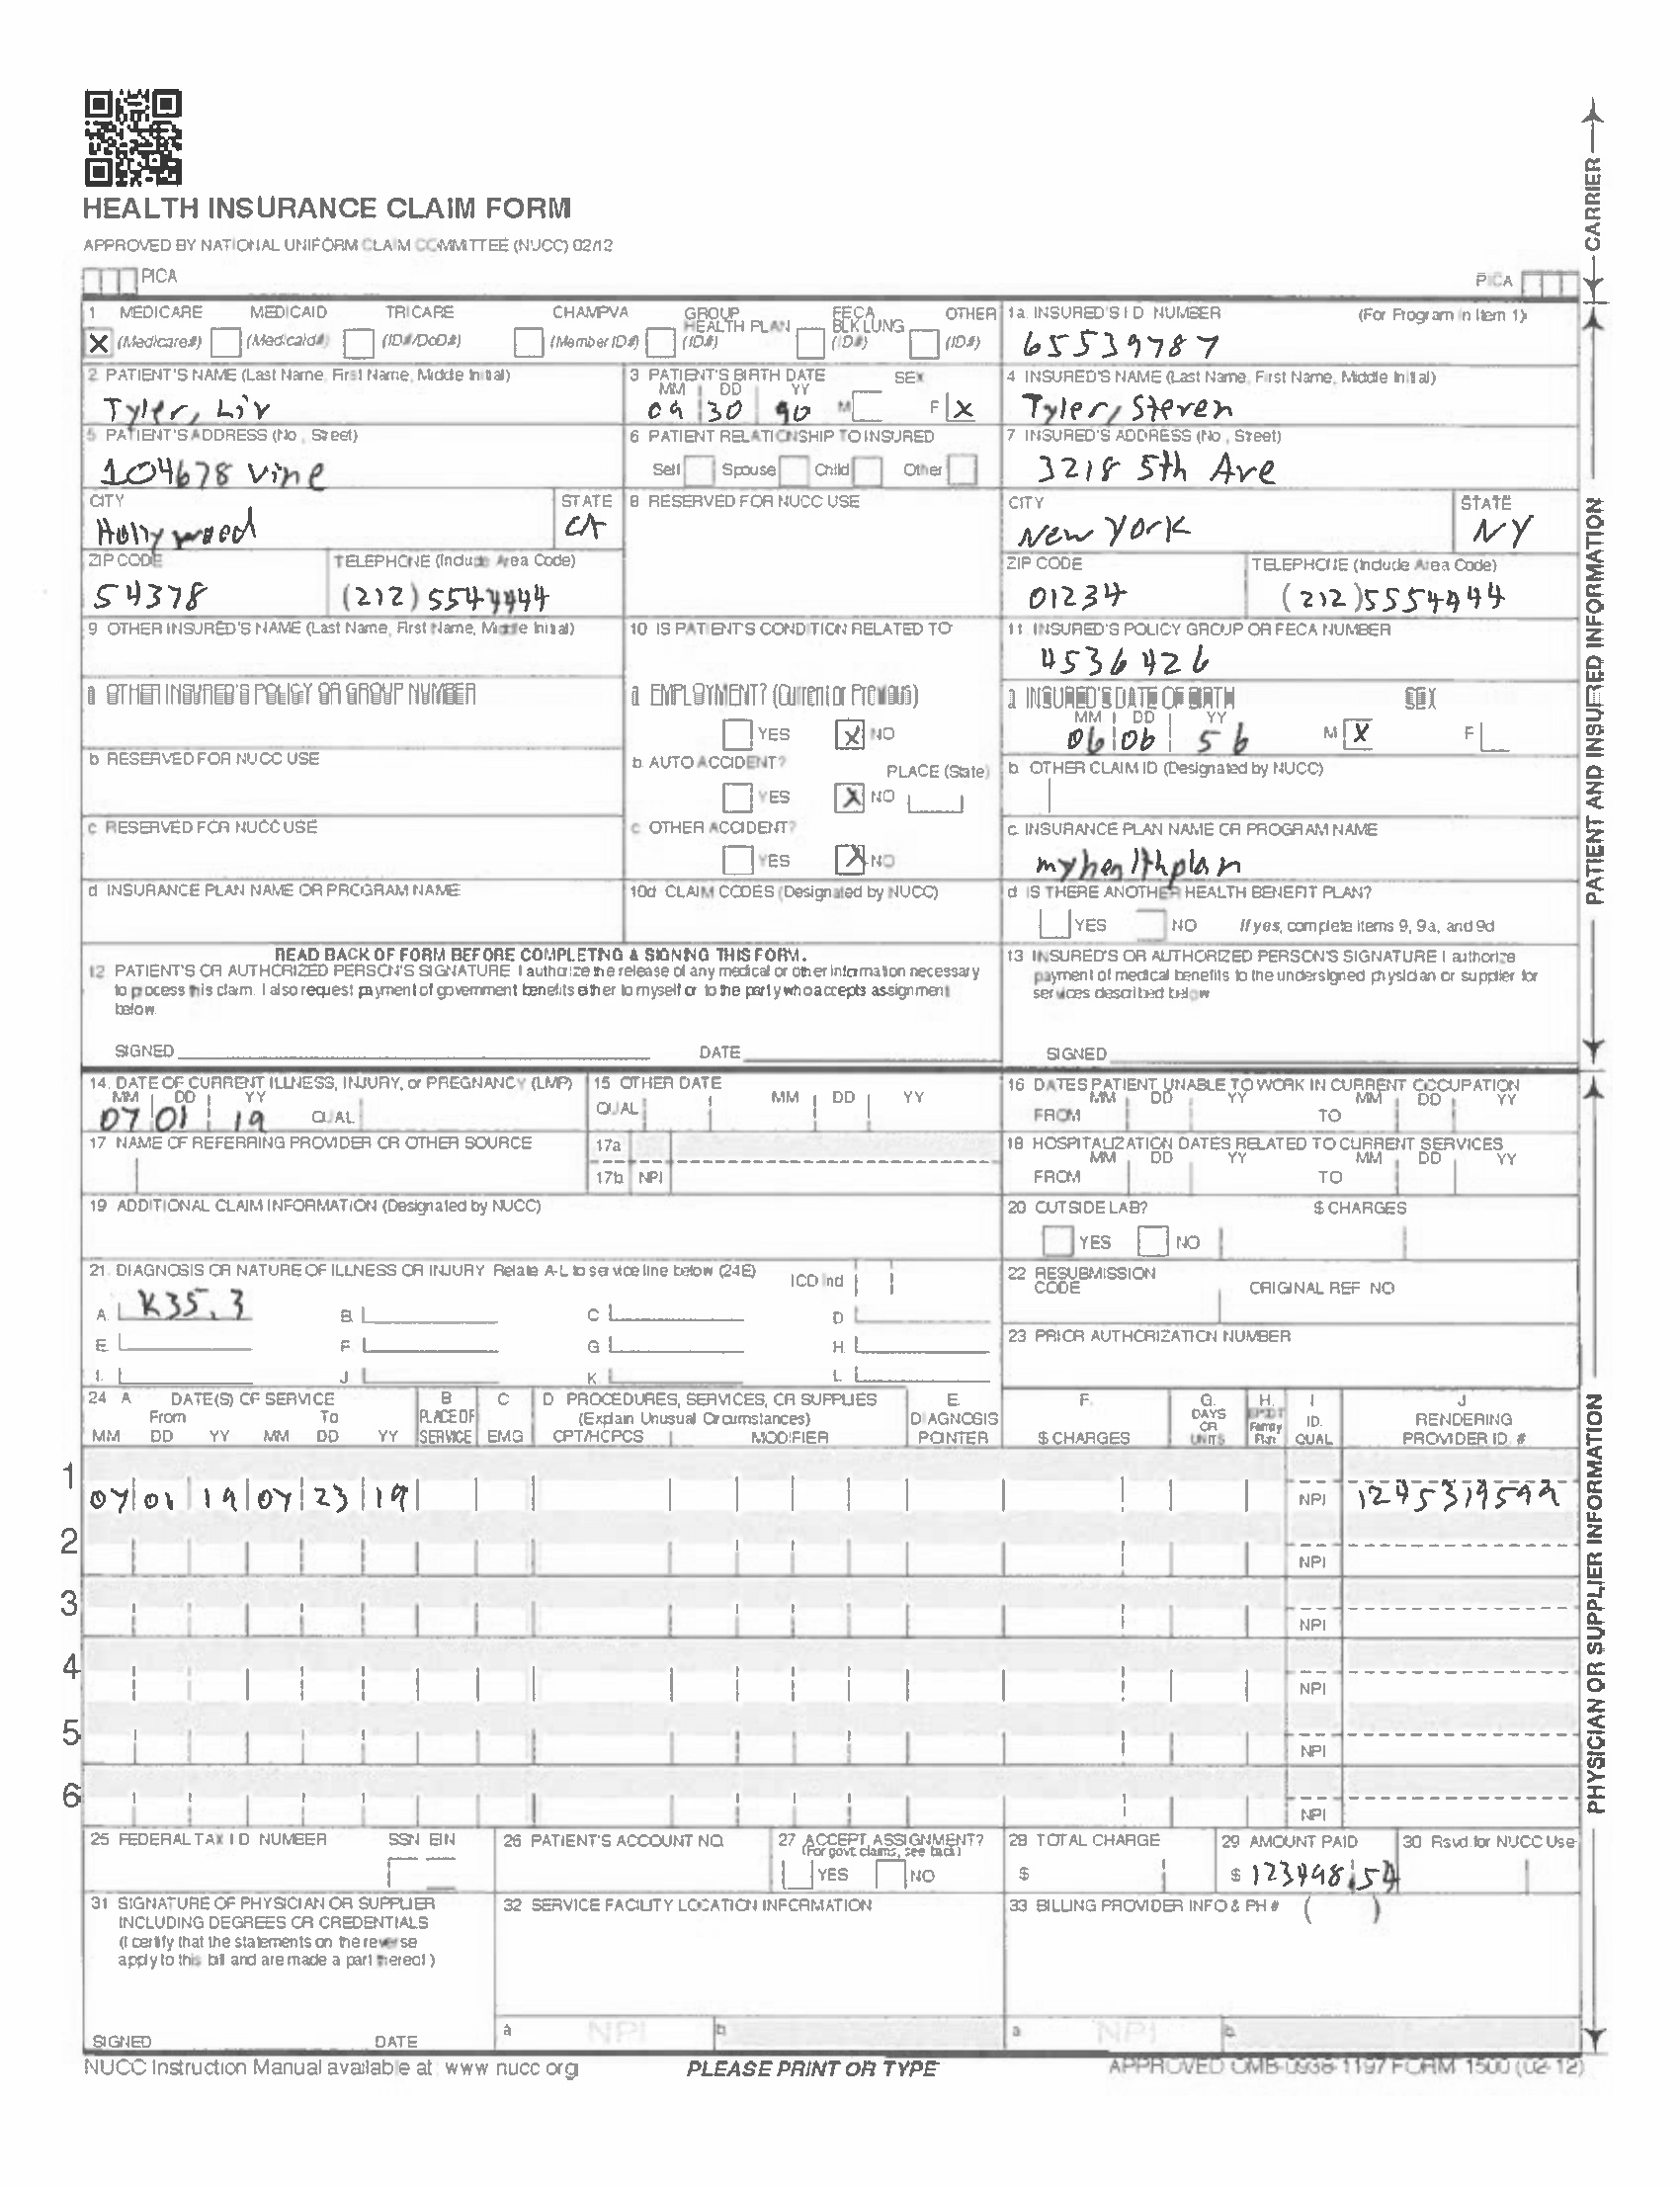 HEALTH INSURANCE CLAIM FORM
APPROVED BY NATIONAL UNIFORM CLAIM COMMITTEE (NUCC) 02/12
PICA PICA
CARRIER
1 MEDICARE MEDICAID TRICARE CHAMPVA GROUP HEALTH PLAN FECA BLK LUNG OTHER
X (Medicare#) (Medicaid#) (ID#/DoD#) (Member ID#) (ID#) (ID#) (ID#)
1a. INSURED'S I D NUMBER (For Program in Item 1)
65539787
2 PATIENT'S NAME (Last Name, First Name, Middle Initial)
Tyler, Liv
3 PATIENT'S BIRTH DATE SEX
MM DD YY
09 30 90 M F X
4 INSURED'S NAME (Last Name, First Name, Middle Initial)
Tyler, Steven
5 PATIENT'S ADDRESS (No , Street)
104678 Vine
6 PATIENT RELATIONSHIP TO INSURED
Self Spouse Child Other
7 INSURED'S ADDRESS (No , Street)
3218 5th Ave
CITY STATE
Hollywood CA
8 RESERVED FOR NUCC USE
CITY STATE
New York NY
ZIP CODE TELEPHONE (Include Area Code)
54378 (212) 5544444
ZIP CODE TELEPHONE (Include Area Code)
01234 (212) 5554444
9 OTHER INSURED'S NAME (Last Name, First Name, Middle Initial)
10 IS PATIENT'S CONDITION RELATED TO
11. INSURED'S POLICY GROUP OR FECA NUMBER
4536426
a OTHER INSURED'S POLICY OR GROUP NUMBER
a EMPLOYMENT? (Current or Previous)
YES X NO
a INSURED'S DATE OF BIRTH SEX
MM DD YY
06 06 56 M X F
b RESERVED FOR NUCC USE
b AUTO ACCIDENT? PLACE (State)
YES X NO
b OTHER CLAIM ID (Designated by NUCC)
c RESERVED FOR NUCC USE
c OTHER ACCIDENT?
YES X NO
c. INSURANCE PLAN NAME OR PROGRAM NAME
myhealthplan
d INSURANCE PLAN NAME OR PROGRAM NAME
10d CLAIM CODES (Designated by NUCC)
d IS THERE ANOTHER HEALTH BENEFIT PLAN?
YES NO If yes, complete items 9, 9a, and 9d
PATIENT AND INSURED INFORMATION
READ BACK OF FORM BEFORE COMPLETING & SIGNING THIS FORM.
12 PATIENT'S OR AUTHORIZED PERSON'S SIGNATURE I authorize the release of any medical or other information necessary
to process this claim. I also request payment of government benefits either to myself or to the party who accepts assignment
below
SIGNED DATE
13 INSURED'S OR AUTHORIZED PERSON'S SIGNATURE I authorize
payment of medical benefits to the undersigned physician or supplier for
services described below
SIGNED
14. DATE OF CURRENT ILLNESS, INJURY, or PREGNANCY (LMP)
MM DD YY
07 01 19 QUAL
15 OTHER DATE
QUAL MM DD YY
16 DATES PATIENT UNABLE TO WORK IN CURRENT OCCUPATION
MM DD YY MM DD YY
FROM TO
17 NAME OF REFERRING PROVIDER OR OTHER SOURCE
17a
17b NPI
18 HOSPITALIZATION DATES RELATED TO CURRENT SERVICES
MM DD YY MM DD YY
FROM TO
19 ADDITIONAL CLAIM INFORMATION (Designated by NUCC)
20 OUTSIDE LAB? $ CHARGES
YES NO
21. DIAGNOSIS OR NATURE OF ILLNESS OR INJURY Relate A-L to service line below (24E) ICD Ind
A. K35.3 B. C D
E. F. G H.
I. J K L
22 RESUBMISSION CODE ORIGINAL REF NO
23 PRIOR AUTHORIZATION NUMBER
24 A DATE(S) OF SERVICE B C D PROCEDURES, SERVICES, OR SUPPLIES E. F. G. H. I J
From To PLACE OF (Explain Unusual Circumstances) DIAGNOSIS DAYS OR EPSDT Family ID. RENDERING
MM DD YY MM DD YY SERVICE EMG CPT/HCPCS MODIFIER POINTER $ CHARGES UNITS Plan QUAL PROVIDER ID. #
1
07 01 19 07 23 19 NPI
2 NPI
3 NPI
4 NPI
5 NPI
6 NPI
PHYSICIAN OR SUPPLIER INFORMATION
25 FEDERAL TAX I D NUMBER SSN EIN
26 PATIENT'S ACCOUNT NO.
27 ACCEPT ASSIGNMENT?
(For govt. claims, see back)
YES NO
28 TOTAL CHARGE
$
29 AMOUNT PAID
$ 123498.54
30 Rsvd for NUCC Use
31 SIGNATURE OF PHYSICIAN OR SUPPLIER
INCLUDING DEGREES OR CREDENTIALS
(I certify that the statements on the reverse
apply to this bill and are made a part thereof )
SIGNED DATE
32 SERVICE FACILITY LOCATION INFORMATION
a NPI b
33 BILLING PROVIDER INFO & PH # ( )
a NPI b
NUCC Instruction Manual available at www nucc org
PLEASE PRINT OR TYPE
APPROVED OMB-0938-1197 FORM 1500 (02-12)